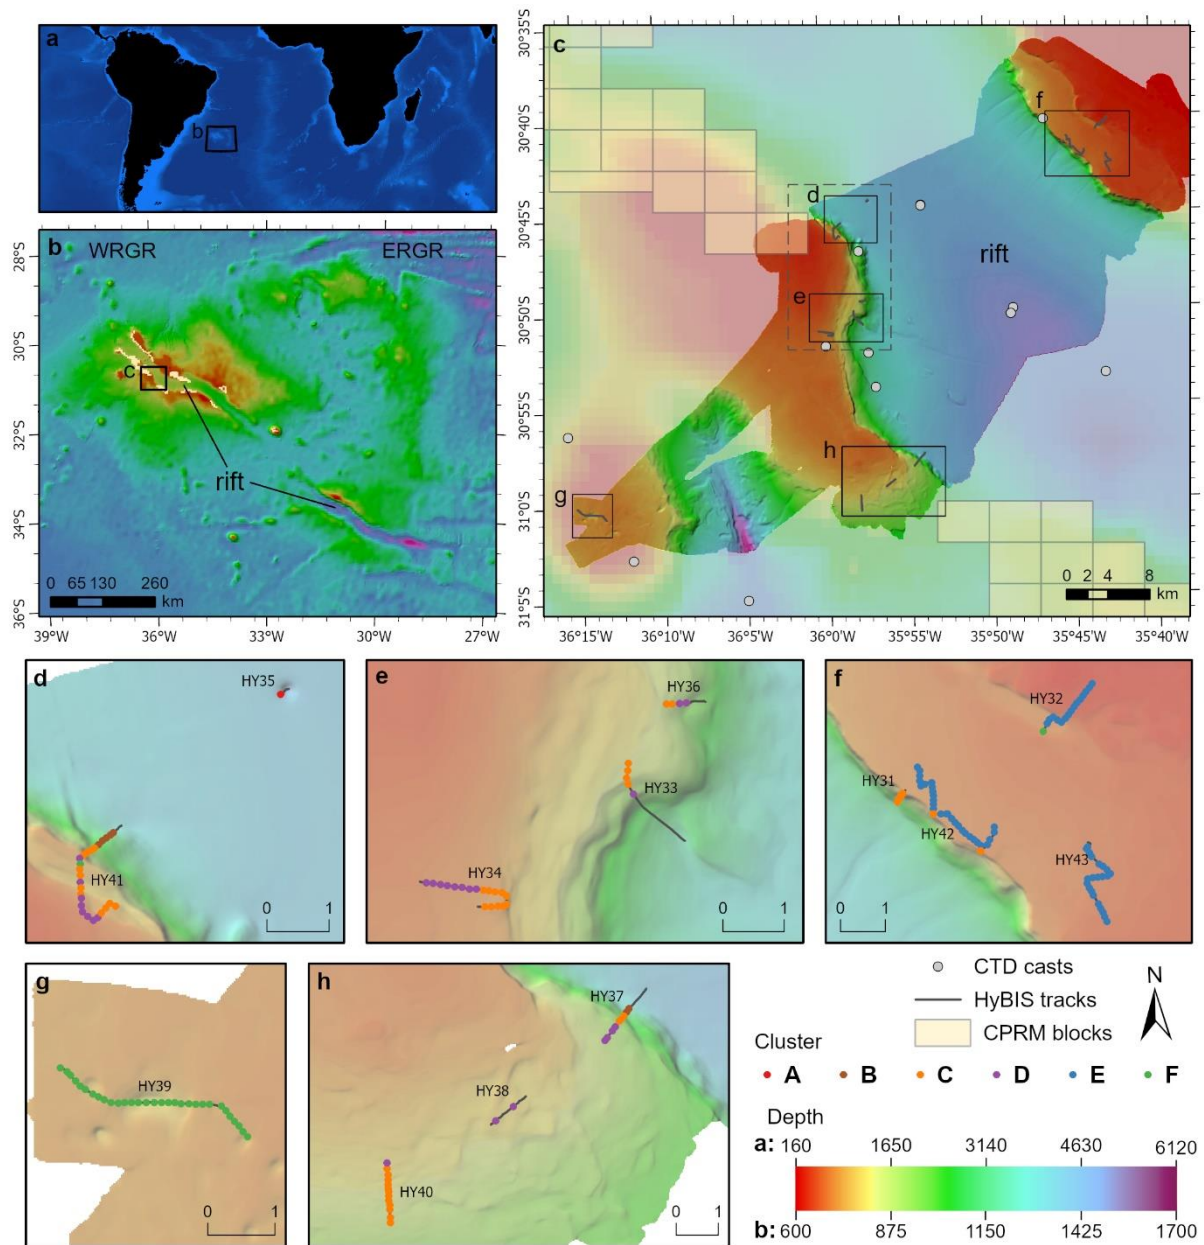 a
b
b
WRGR
ERGR
c
rift
0 65 130 260
km
28°S
30°S
32°S
34°S
36°S
39°W
36°W
33°W
30°W
27°W
c
f
d
rift
e
h
g
0 2 4 8
km
30°35'S
30°40'S
30°45'S
30°50'S
30°55'S
31°0'S
31°5'S
36°15'W
36°10'W
36°5'W
36°0'W
35°55'W
35°50'W
35°45'W
35°40'W
d
HY35
HY41
0 1
e
HY36
HY33
HY34
0 1
f
HY32
HY31
HY42
HY43
0 1
g
HY39
0 1
h
HY37
HY38
HY40
0 1
CTD casts
HyBIS tracks
CPRM blocks
N
Cluster
A B C D E F
Depth
a: 160 1650 3140 4630 6120
b: 600 875 1150 1425 1700